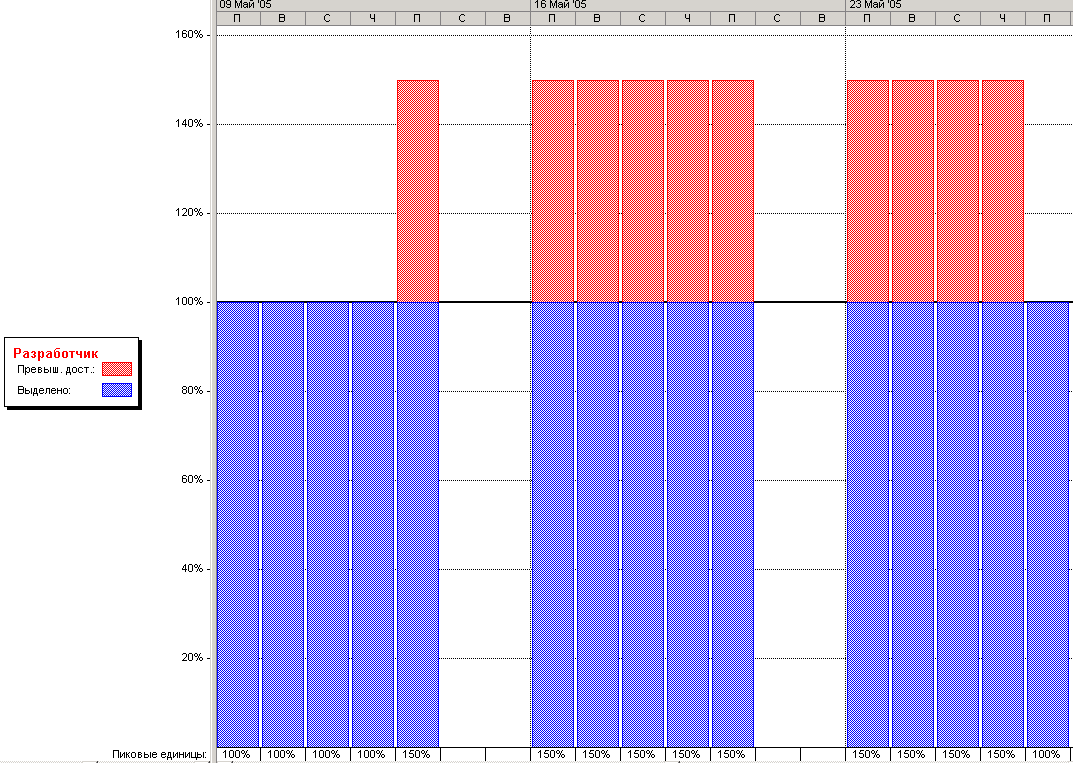 09 Май '05 16 Май '05 23 Май '05
П В С Ч П С В П В С Ч П С В П В С Ч П
160%
140%
120%
100%
80%
60%
40%
20%
Разработчик
Превыш. дост.:
Выделено:
Пиковые единицы: 100% 100% 100% 100% 150% 150% 150% 150% 150% 150% 150% 150% 150% 150% 100%